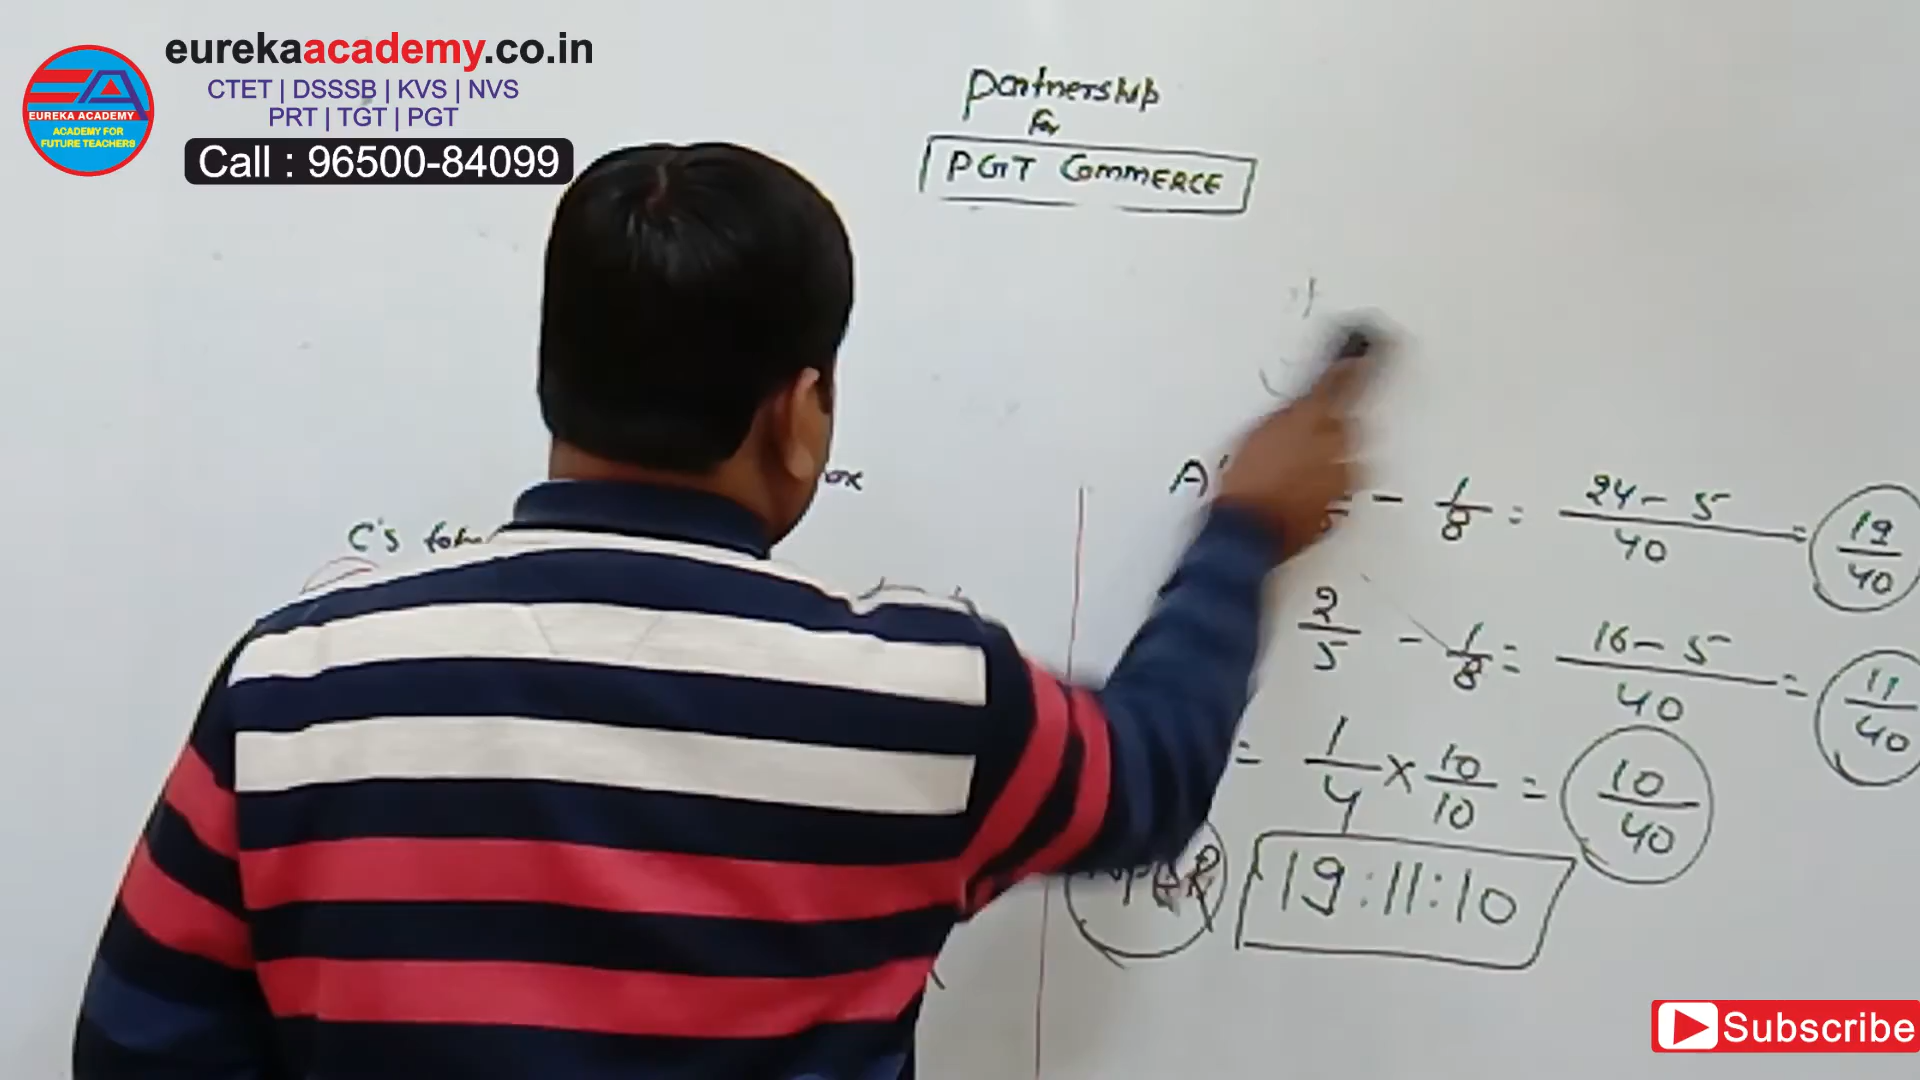 eurekaacademy.co.in
CTET | DSSSB | KVS | NVS
PRT | TGT | PGT
Call : 96500-84099
EUREKA ACADEMY
ACADEMY FOR
FUTURE TEACHERS
Partnership
For
PGT COMMERCE
C's
A'
- 1/8 = 24-5/40 = 19/40
2/5 - 1/8 = 16-5/40 = 11/40
= 1/4 × 10/10 = 10/40
19:11:10
Subscribe